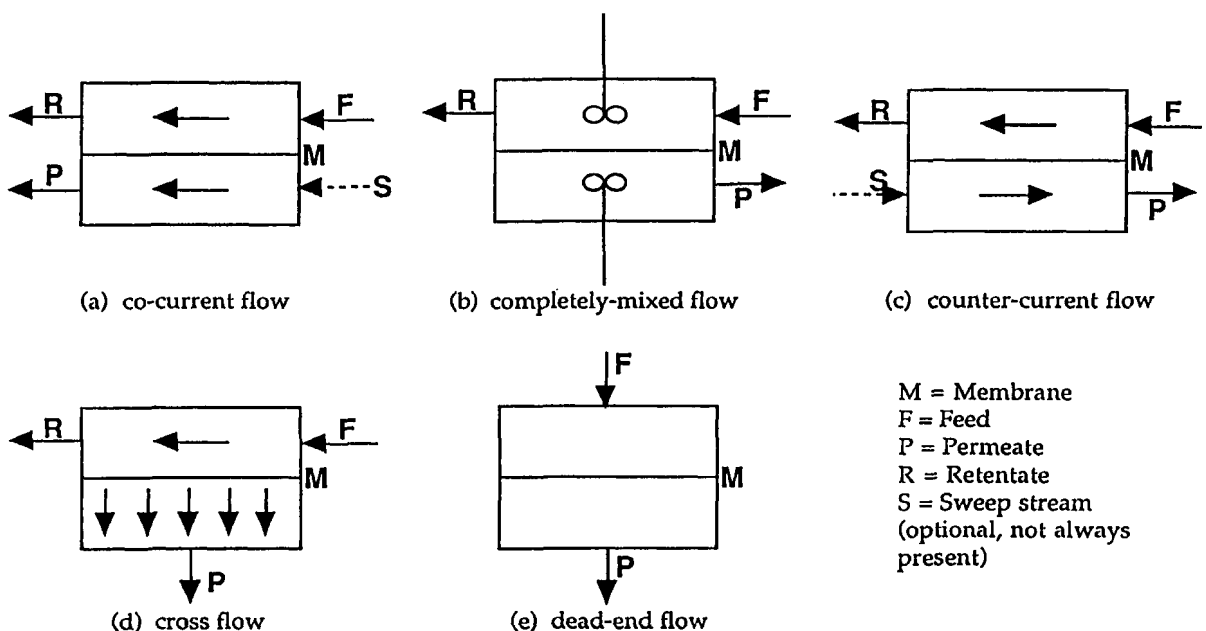 R F
M
P S
(a) co-current flow
R F
M
P
(b) completely-mixed flow
R F
M
S P
(c) counter-current flow
R F
M
P
(d) cross flow
F
M
P
(e) dead-end flow
M = Membrane
F = Feed
P = Permeate
R = Retentate
S = Sweep stream
(optional, not always
present)